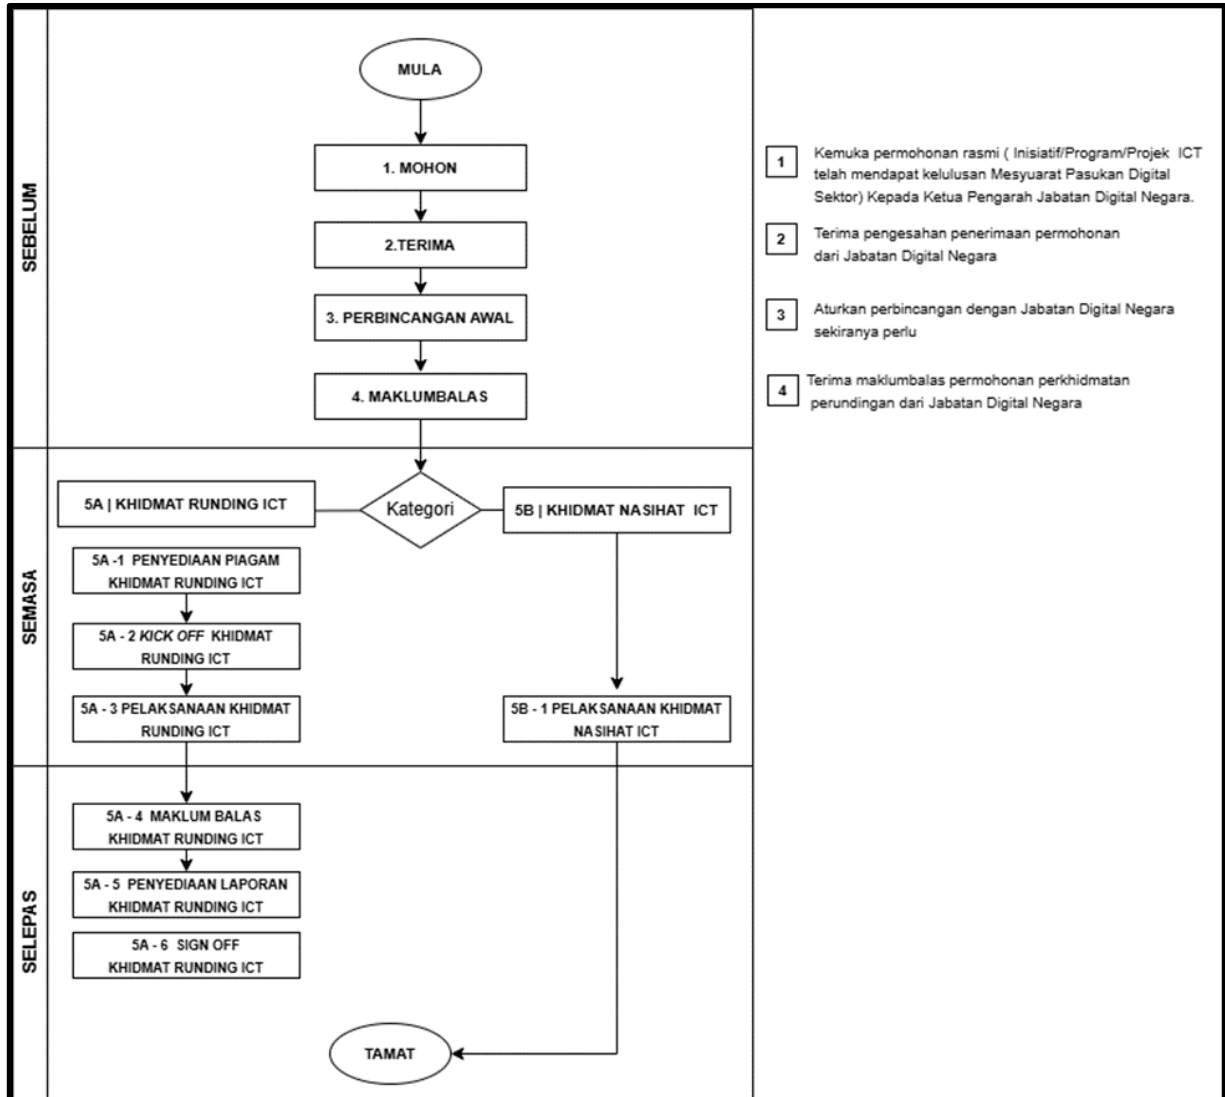 MULA
1. MOHON
2.TERIMA
3. PERBINCANGAN AWAL
4. MAKLUMBALAS
SEBELUM
1
Kemuka permohonan rasmi ( Inisiatif/Program/Projek ICT
telah mendapat kelulusan Mesyuarat Pasukan Digital
Sektor) Kepada Ketua Pengarah Jabatan Digital Negara.
2
Terima pengesahan penerimaan permohonan
dari Jabatan Digital Negara
3
Aturkan perbincangan dengan Jabatan Digital Negara
sekiranya perlu
4
Terima maklumbalas permohonan perkhidmatan
perundingan dari Jabatan Digital Negara
SEMASA
Kategori
5A | KHIDMAT RUNDING ICT
5B | KHIDMAT NASIHAT ICT
5A -1 PENYEDIAAN PIAGAM
KHIDMAT RUNDING ICT
5A - 2 KICK OFF KHIDMAT
RUNDING ICT
5A - 3 PELAKSANAAN KHIDMAT
RUNDING ICT
5B - 1 PELAKSANAAN KHIDMAT
NASIHAT ICT
SELEPAS
5A - 4 MAKLUM BALAS
KHIDMAT RUNDING ICT
5A - 5 PENYEDIAAN LAPORAN
KHIDMAT RUNDING ICT
5A - 6 SIGN OFF
KHIDMAT RUNDING ICT
TAMAT